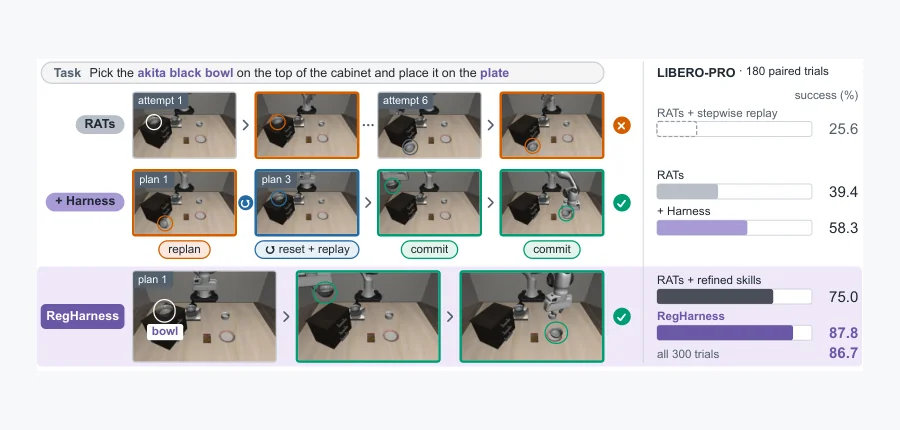 Task Pick the akita black bowl on the top of the cabinet and place it on the plate
RATs
attempt 1
...
attempt 6
+ Harness
plan 1
plan 3
replan
reset + replay
commit
commit
RegHarness
plan 1
bowl
LIBERO-PRO · 180 paired trials
success (%)
RATs + stepwise replay
25.6
RATs
39.4
+ Harness
58.3
RATs + refined skills
75.0
RegHarness
87.8
all 300 trials
86.7